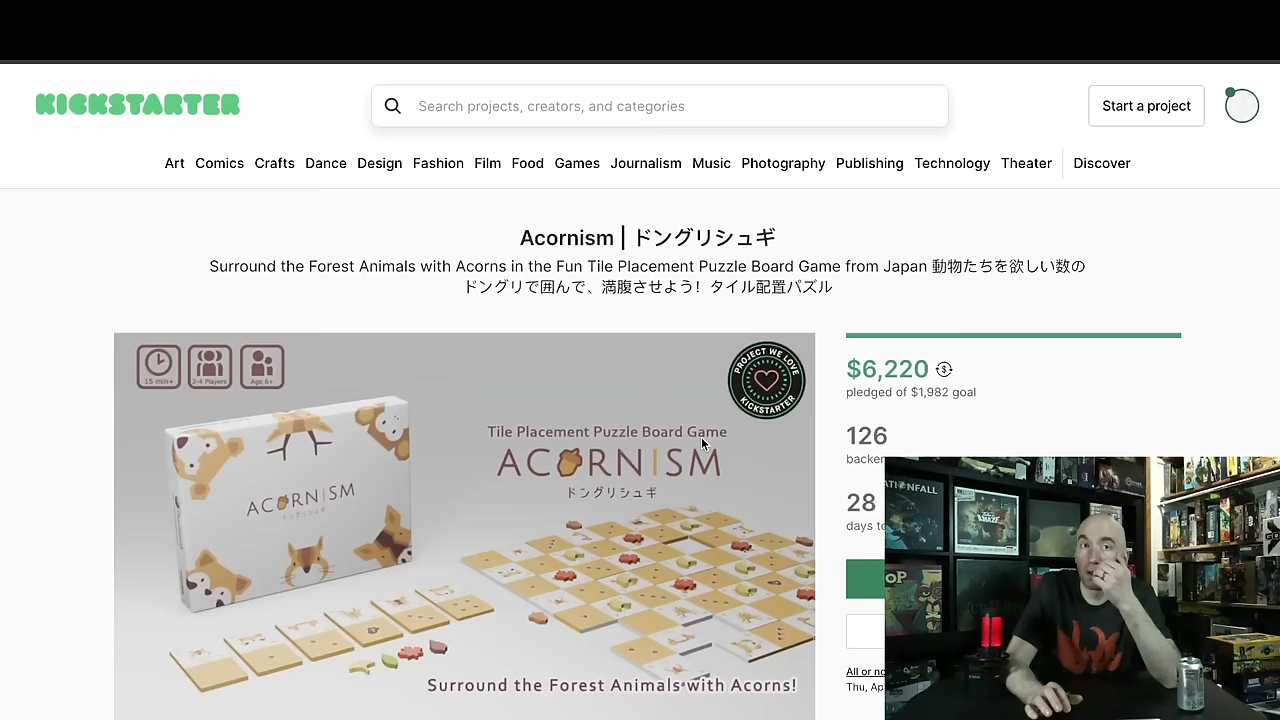 KICKSTARTER
Search projects, creators, and categories
Start a project
Art Comics Crafts Dance Design Fashion Film Food Games Journalism Music Photography Publishing Technology Theater Discover
Acornism | ドングリシュギ
Surround the Forest Animals with Acorns in the Fun Tile Placement Puzzle Board Game from Japan 動物たちを欲しい数の
ドングリで囲んで、満腹させよう！タイル配置パズル
15 min+
2-4 Players
Age 6+
PROJECT WE LOVE
KICKSTARTER
Tile Placement Puzzle Board Game
ACORNISM
ドングリシュギ
ACORNISM
ドングリシュギ
Surround the Forest Animals with Acorns!
$6,220
pledged of $1,982 goal
126
backe
28
days to
All or no
Thu, Ap